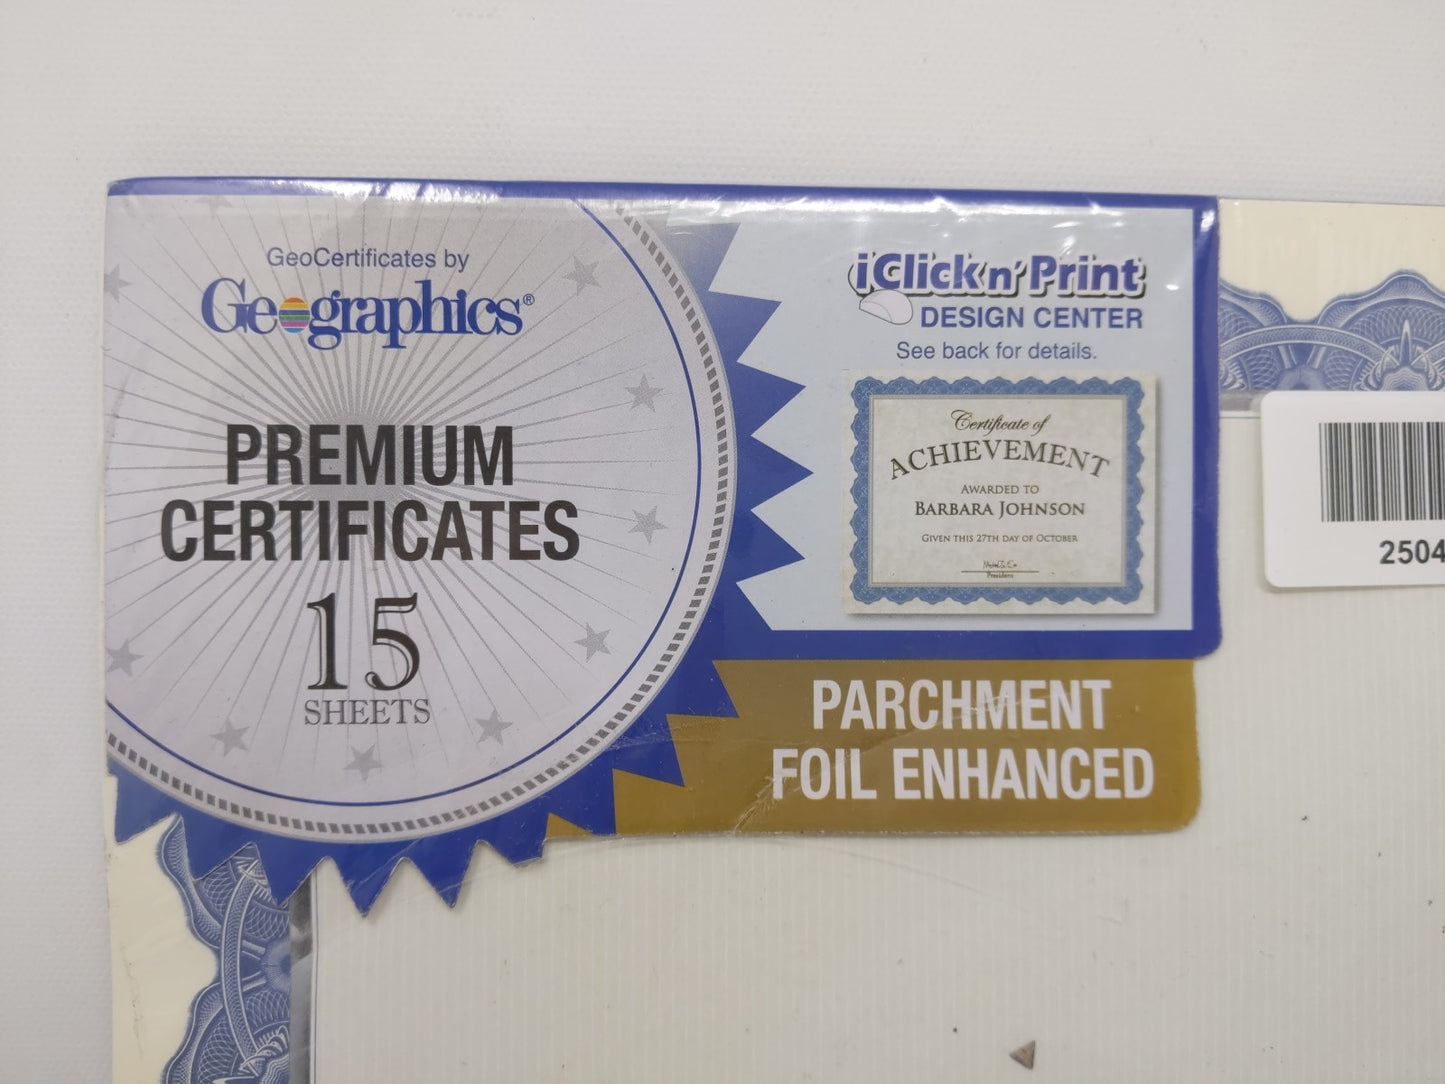 GeoCertificates by
Geographics®
PREMIUM
CERTIFICATES
15
SHEETS
iClick n' Print
DESIGN CENTER
See back for details.
Certificate of
ACHIEVEMENT
AWARDED TO
BARBARA JOHNSON
GIVEN THIS 27TH DAY OF OCTOBER
President
PARCHMENT
FOIL ENHANCED
2504